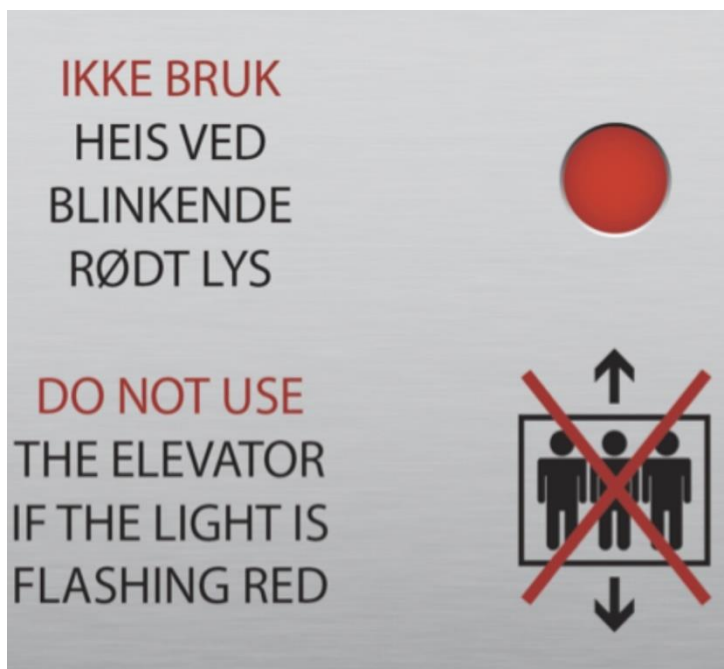 IKKE BRUK
HEIS VED
BLINKENDE
RØDT LYS
DO NOT USE
THE ELEVATOR
IF THE LIGHT IS
FLASHING RED